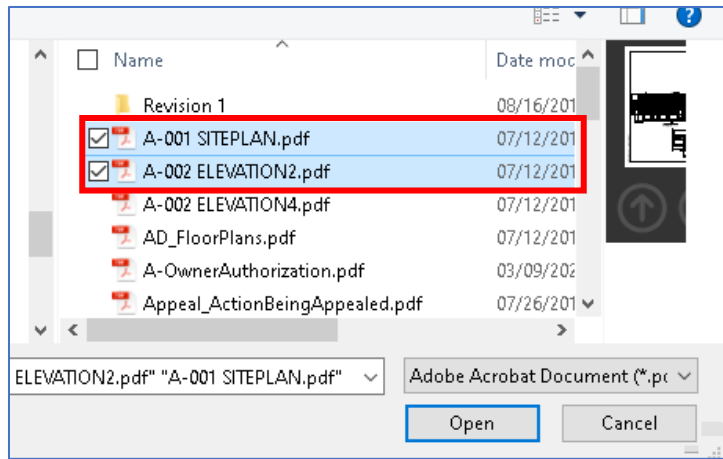 ?
Name Date moc
Revision 1 08/16/201
A-001 SITEPLAN.pdf 07/12/201
A-002 ELEVATION2.pdf 07/12/201
A-002 ELEVATION4.pdf 07/12/201
AD_FloorPlans.pdf 07/12/201
A-OwnerAuthorization.pdf 03/09/202
Appeal_ActionBeingAppealed.pdf 07/26/201
ELEVATION2.pdf" "A-001 SITEPLAN.pdf" Adobe Acrobat Document (*.pc
Open Cancel